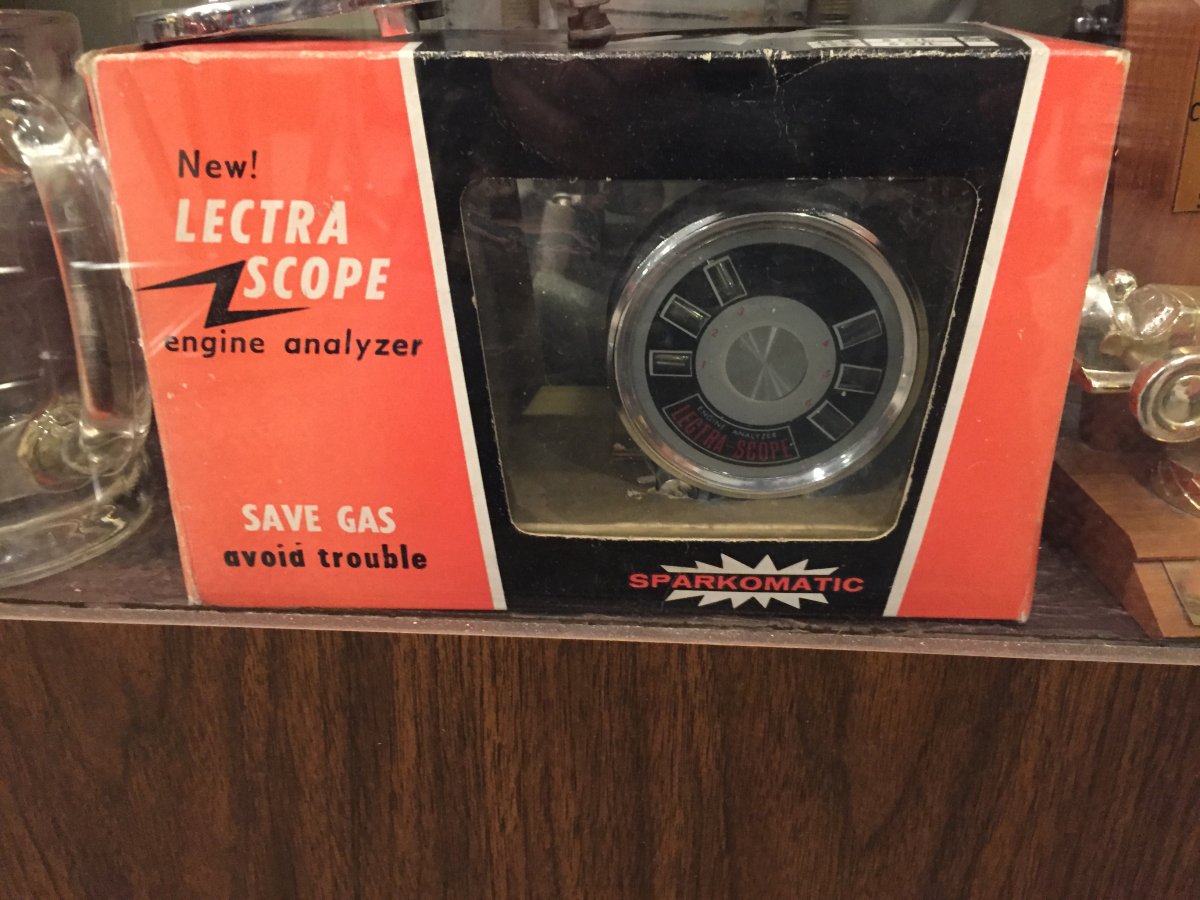 New!
LECTRA
SCOPE
engine analyzer
SAVE GAS
avoid trouble
ENGINE ANALYZER
LECTRA-SCOPE
SPARKOMATIC